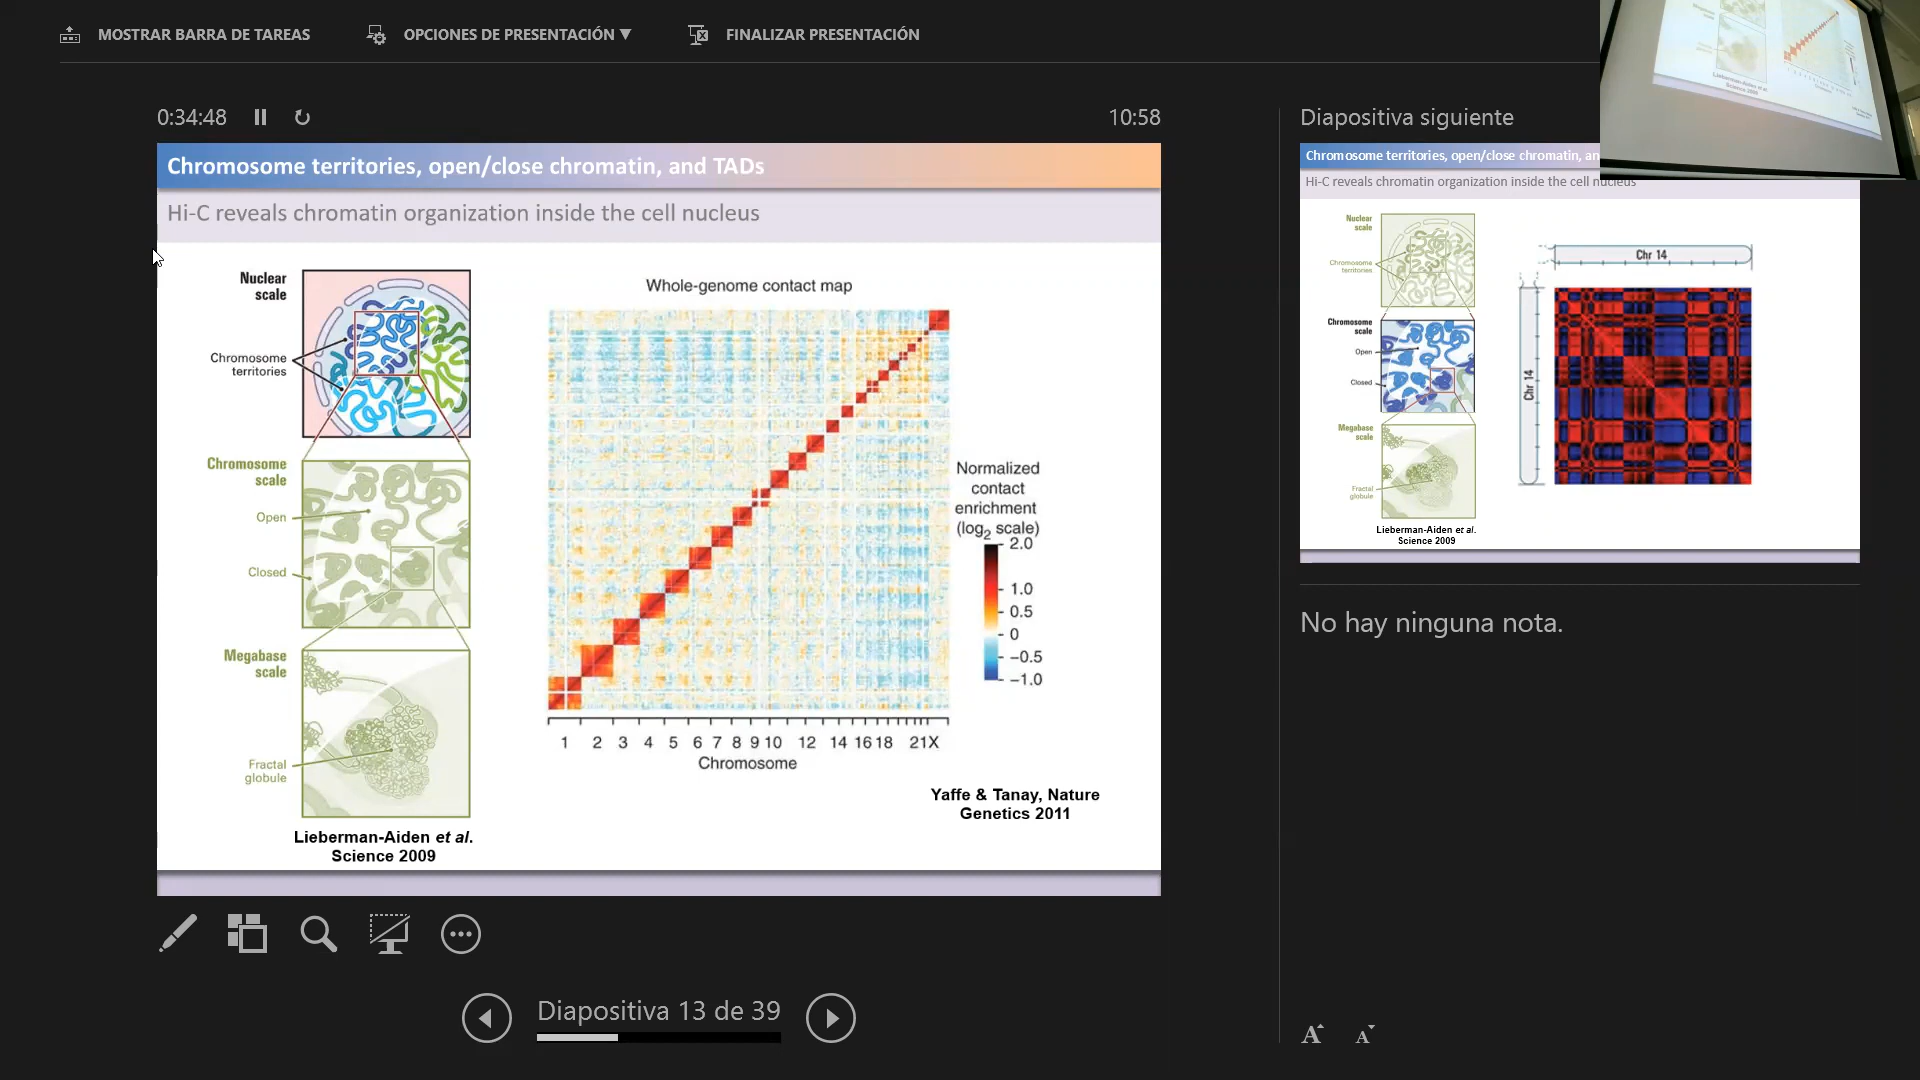 MOSTRAR BARRA DE TAREAS
OPCIONES DE PRESENTACIÓN ▼
FINALIZAR PRESENTACIÓN
0:34:48
10:58
Chromosome territories, open/close chromatin, and TADs
Hi-C reveals chromatin organization inside the cell nucleus
Nuclear
scale
Chromosome
territories
Chromosome
scale
Open
Closed
Megabase
scale
Fractal
globule
Lieberman-Aiden et al.
Science 2009
Whole-genome contact map
Normalized
contact
enrichment
(log2 scale)
2.0
1.0
0.5
0
−0.5
−1.0
1 2 3 4 5 6 7 8 9 10 12 14 16 18 21 X
Chromosome
Yaffe & Tanay, Nature
Genetics 2011
Diapositiva 13 de 39
Diapositiva siguiente
Chromosome territories, open/close chromatin, an
Hi-C reveals chromatin organization inside the cell nucleus
Nuclear
scale
Chromosome
territories
Chromosome
scale
Open
Closed
Megabase
scale
Fractal
globule
Lieberman-Aiden et al.
Science 2009
Chr 14
Chr 14
No hay ninguna nota.
A
A